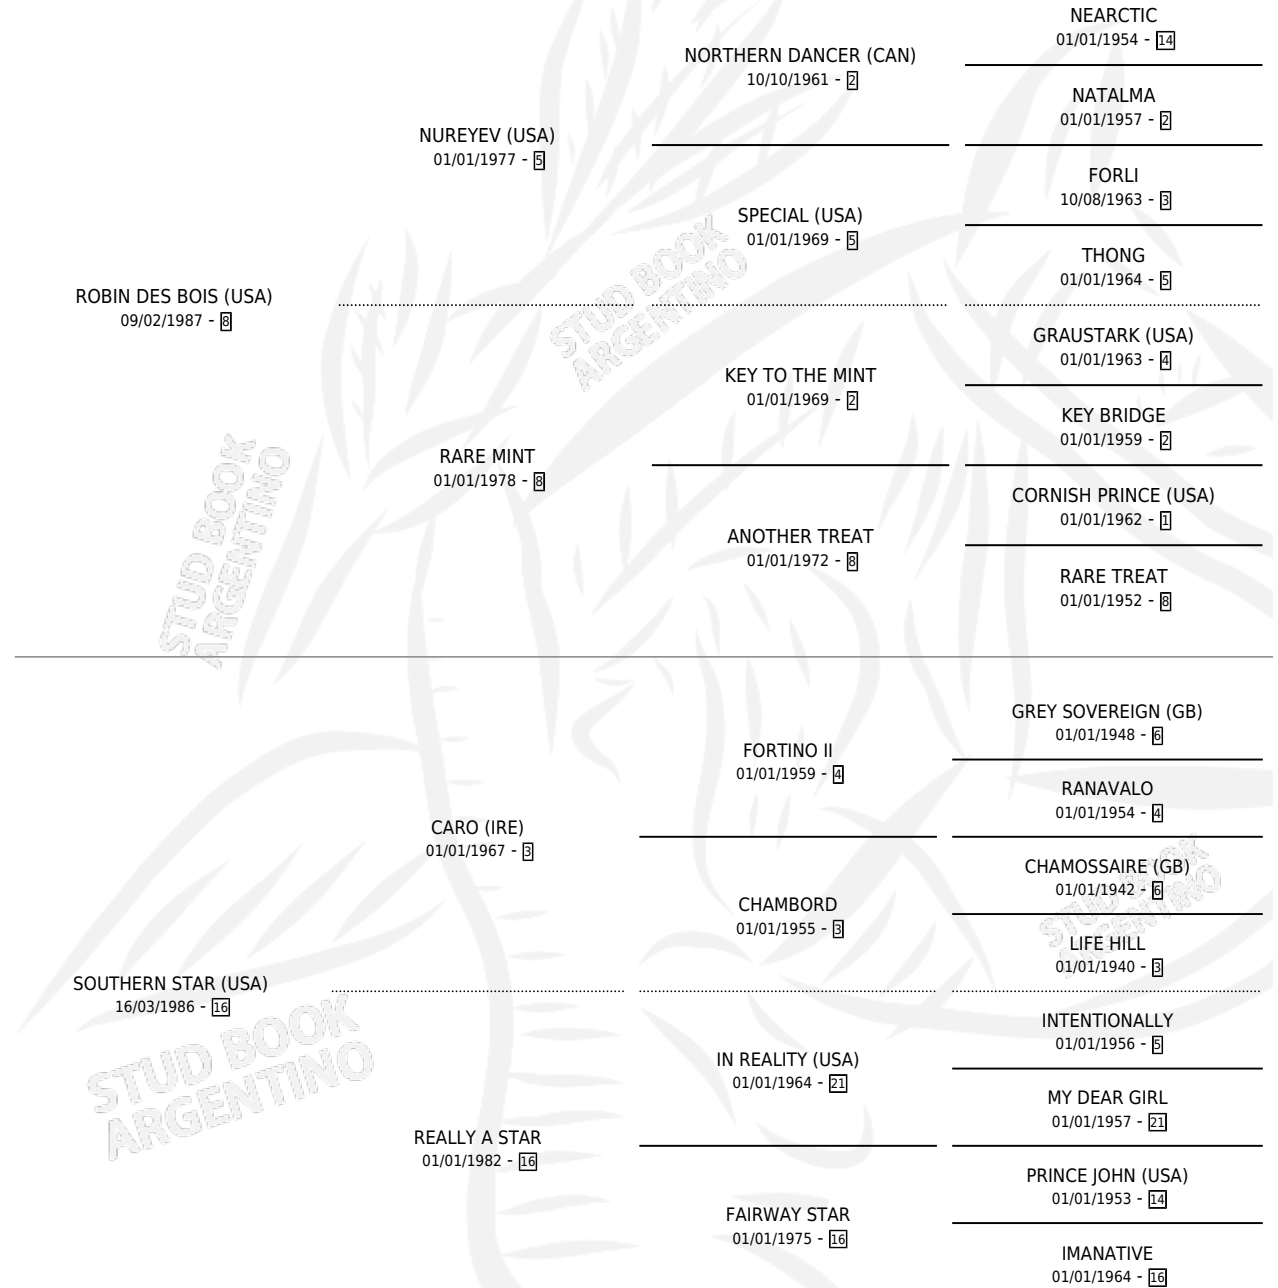 NEARCTIC
01/01/1954 - 14
NORTHERN DANCER (CAN)
10/10/1961 - 2
NATALMA
01/01/1957 - 2
NUREYEV (USA)
01/01/1977 - 5
FORLI
10/08/1963 - 3
SPECIAL (USA)
01/01/1969 - 5
THONG
01/01/1964 - 5
ROBIN DES BOIS (USA)
09/02/1987 - 8
GRAUSTARK (USA)
01/01/1963 - 4
KEY TO THE MINT
01/01/1969 - 2
KEY BRIDGE
01/01/1959 - 2
RARE MINT
01/01/1978 - 8
CORNISH PRINCE (USA)
01/01/1962 - 1
ANOTHER TREAT
01/01/1972 - 8
RARE TREAT
01/01/1952 - 8
STUD BOOK
ARGENTINO
STUD BOOK
ARGENTINO
GREY SOVEREIGN (GB)
01/01/1948 - 6
FORTINO II
01/01/1959 - 4
RANAVALO
01/01/1954 - 4
CARO (IRE)
01/01/1967 - 3
CHAMOSSAIRE (GB)
01/01/1942 - 6
CHAMBORD
01/01/1955 - 3
LIFE HILL
01/01/1940 - 3
STUD BOOK
ARGENTINO
SOUTHERN STAR (USA)
16/03/1986 - 16
INTENTIONALLY
01/01/1956 - 5
IN REALITY (USA)
01/01/1964 - 21
MY DEAR GIRL
01/01/1957 - 21
STUD BOOK
ARGENTINO
REALLY A STAR
01/01/1982 - 16
PRINCE JOHN (USA)
01/01/1953 - 14
FAIRWAY STAR
01/01/1975 - 16
IMANATIVE
01/01/1964 - 16